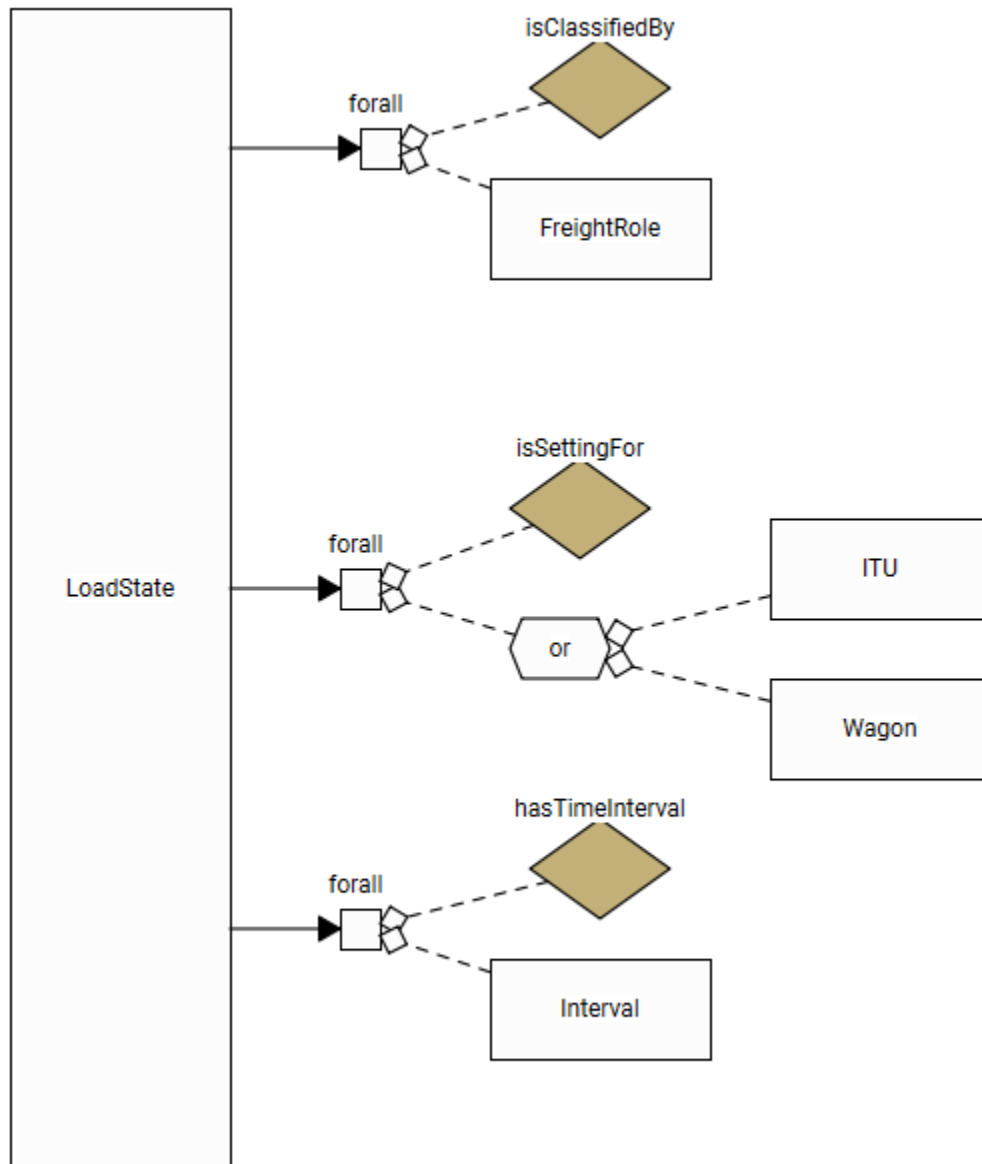 isClassifiedBy
forall
FreightRole
isSettingFor
forall
ITU
LoadState
or
Wagon
hasTimeInterval
forall
Interval